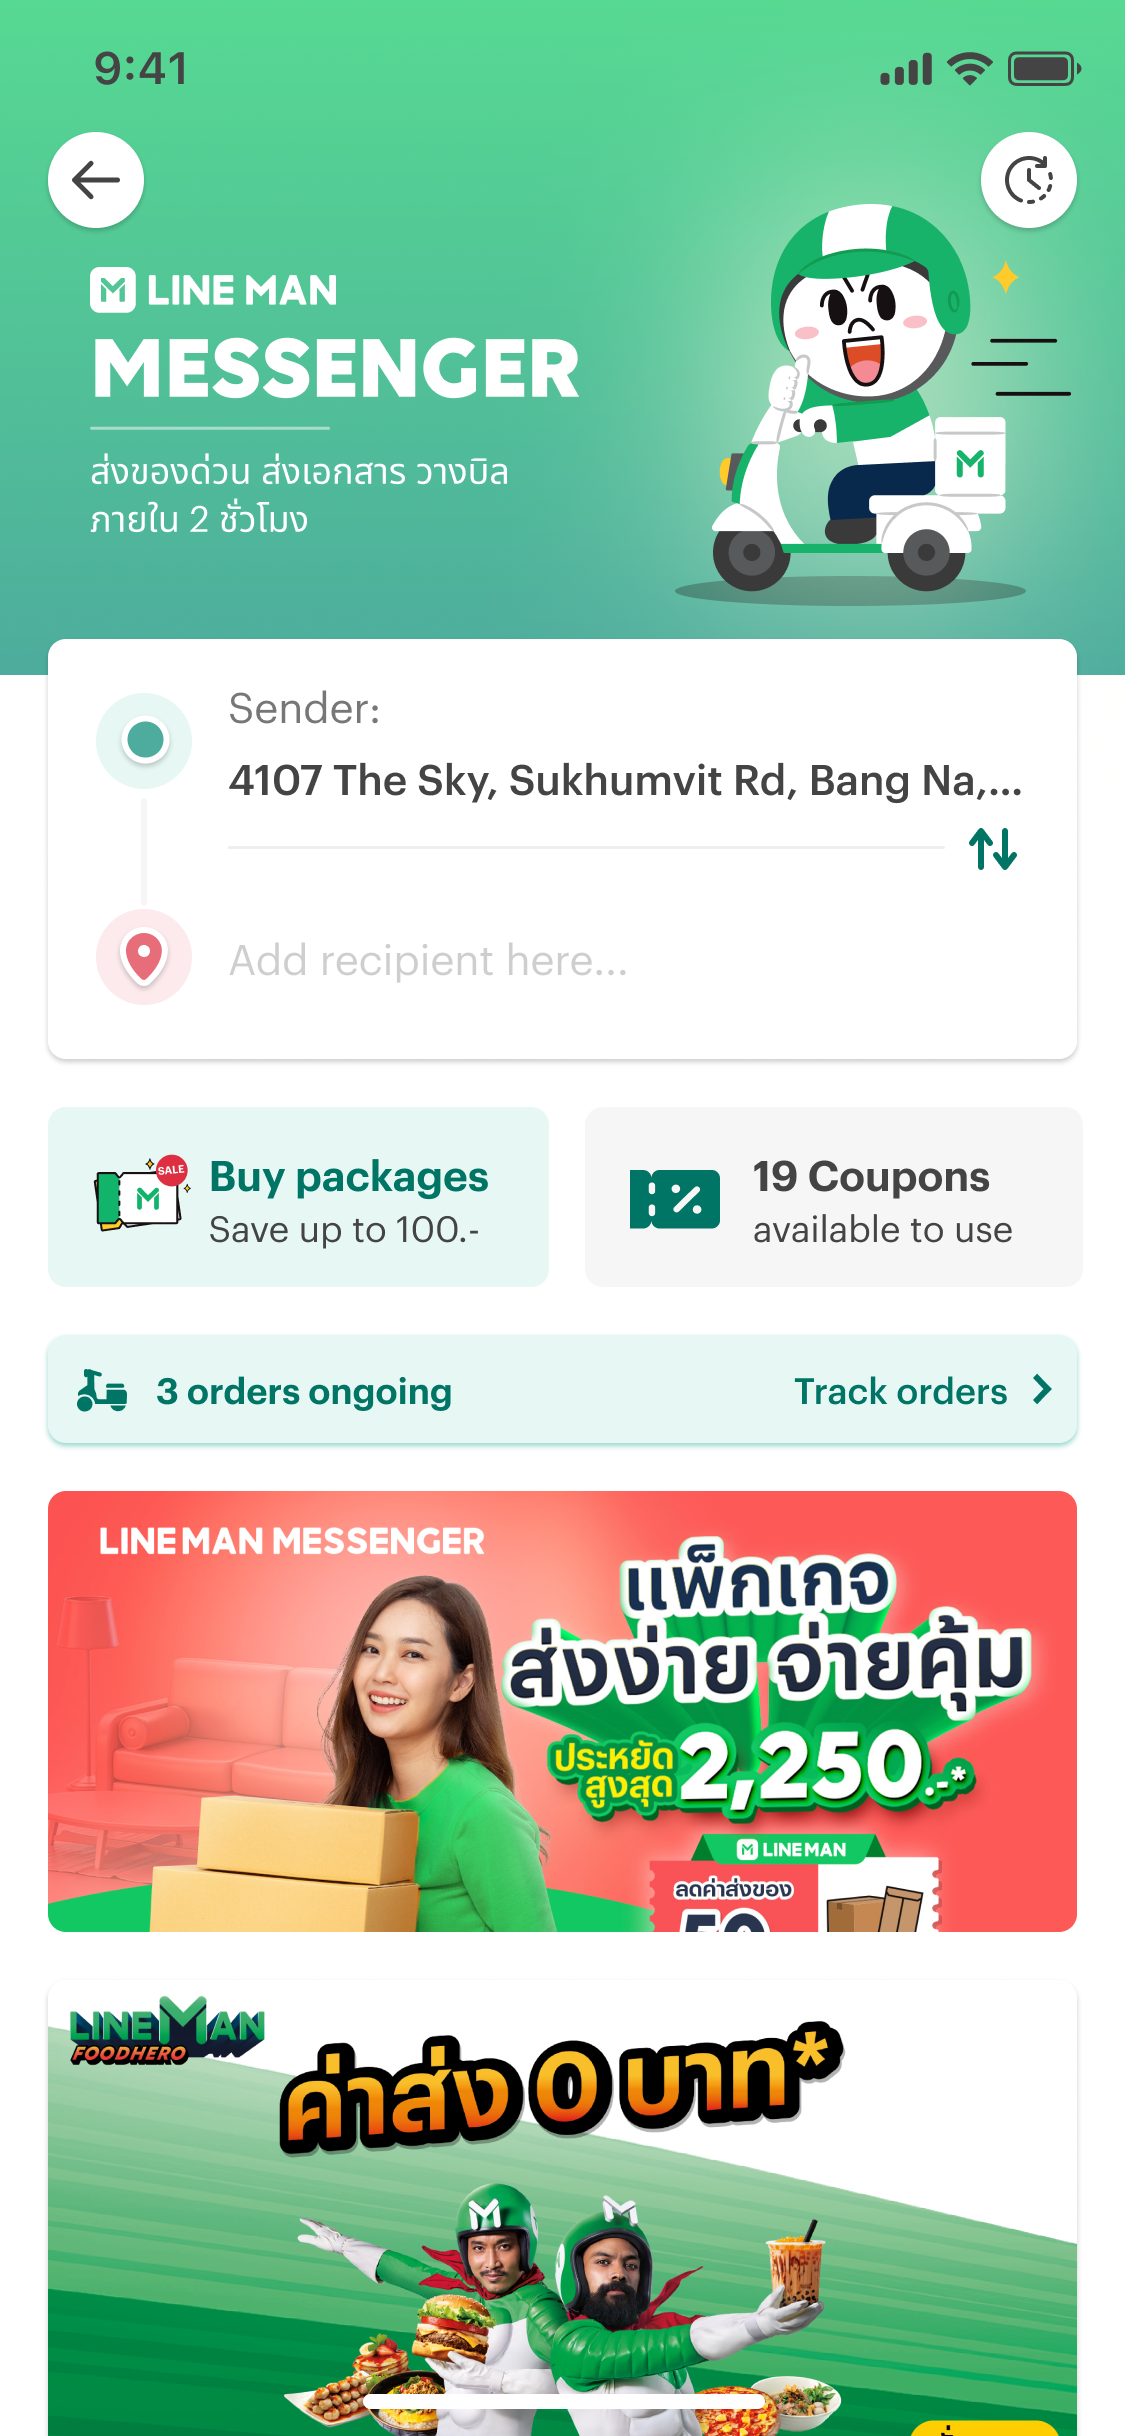 9:41
LINE MAN
MESSENGER
ส่งของด่วน ส่งเอกสาร วางบิล
ภายใน 2 ชั่วโมง
Sender:
4107 The Sky, Sukhumvit Rd, Bang Na,...
Add recipient here...
SALE
Buy packages
Save up to 100.-
19 Coupons
available to use
3 orders ongoing
Track orders
LINE MAN MESSENGER
แพ็กเกจ
ส่งง่าย จ่ายคุ้ม
ประหยัด
สูงสุด
2,250.-*
LINE MAN
ลดค่าส่งของ
LINE MAN
FOODHERO
ค่าส่ง 0 บาท*